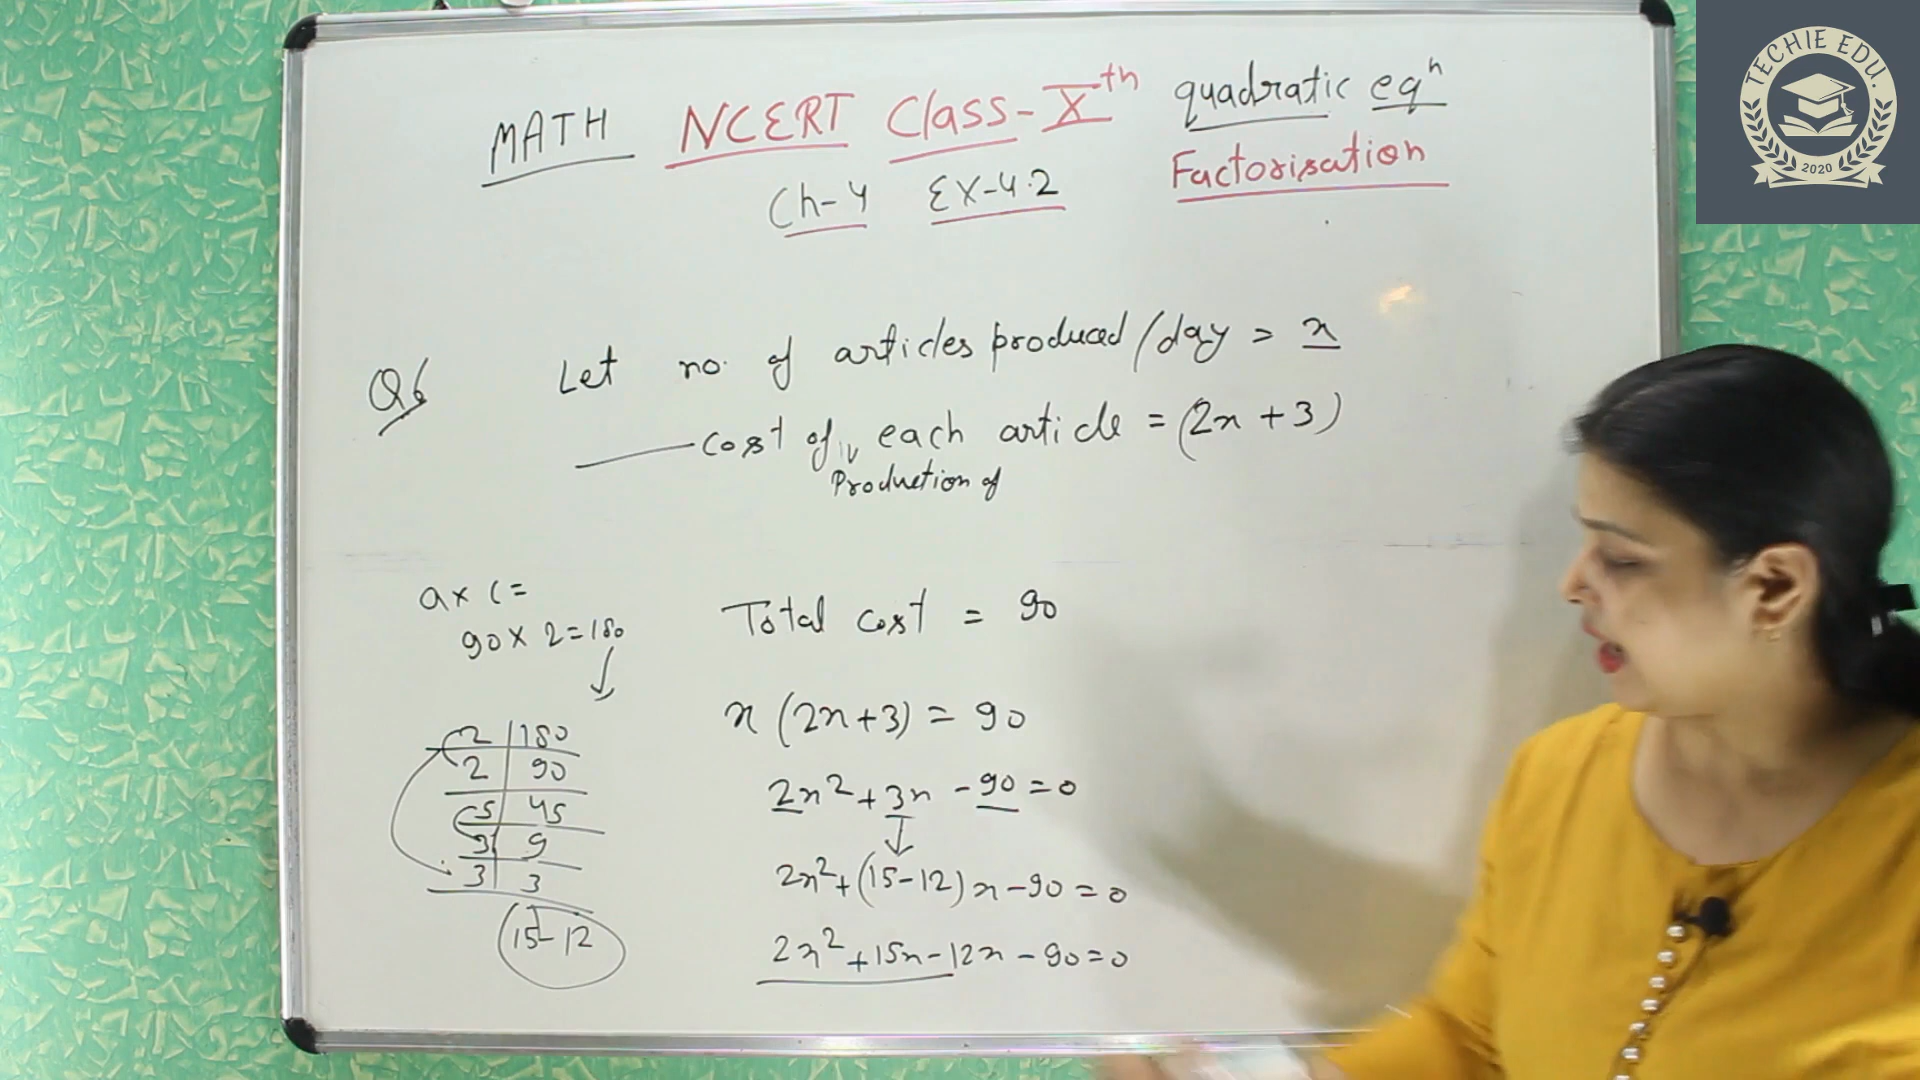 MATH NCERT Class-Xth quadratic eqn
Factorisation
Ch-4 Ex-4.2
Q6 Let no. of articles produced/day = x
cost of each article = (2x+3)
Production of
a x c =
90 x 2=180
Total cost = 90
x (2x+3) = 90
2x²+3x -90=0
2x²+(15-12)x-90=0
2x²+15x-12x-90=0
2 | 180
2 | 90
5 | 45
3 | 9
3 | 3
15-12
TECHIE EDU.
2020